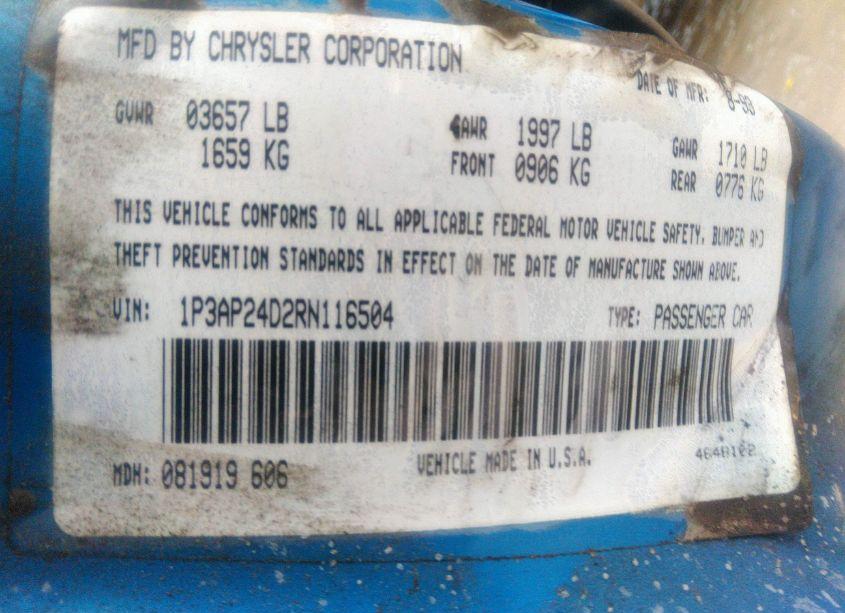 MFD BY CHRYSLER CORPORATION
DATE OF MFR: 8-93
GVWR 03657 LB
1659 KG
GAWR 1997 LB
FRONT 0906 KG
GAWR 1710 LB
REAR 0776 KG
THIS VEHICLE CONFORMS TO ALL APPLICABLE FEDERAL MOTOR VEHICLE SAFETY, BUMPER AND
THEFT PREVENTION STANDARDS IN EFFECT ON THE DATE OF MANUFACTURE SHOWN ABOVE.
VIN: 1P3AP24D2RN116504
TYPE: PASSENGER CAR
MDH: 081919 606
VEHICLE MADE IN U.S.A.